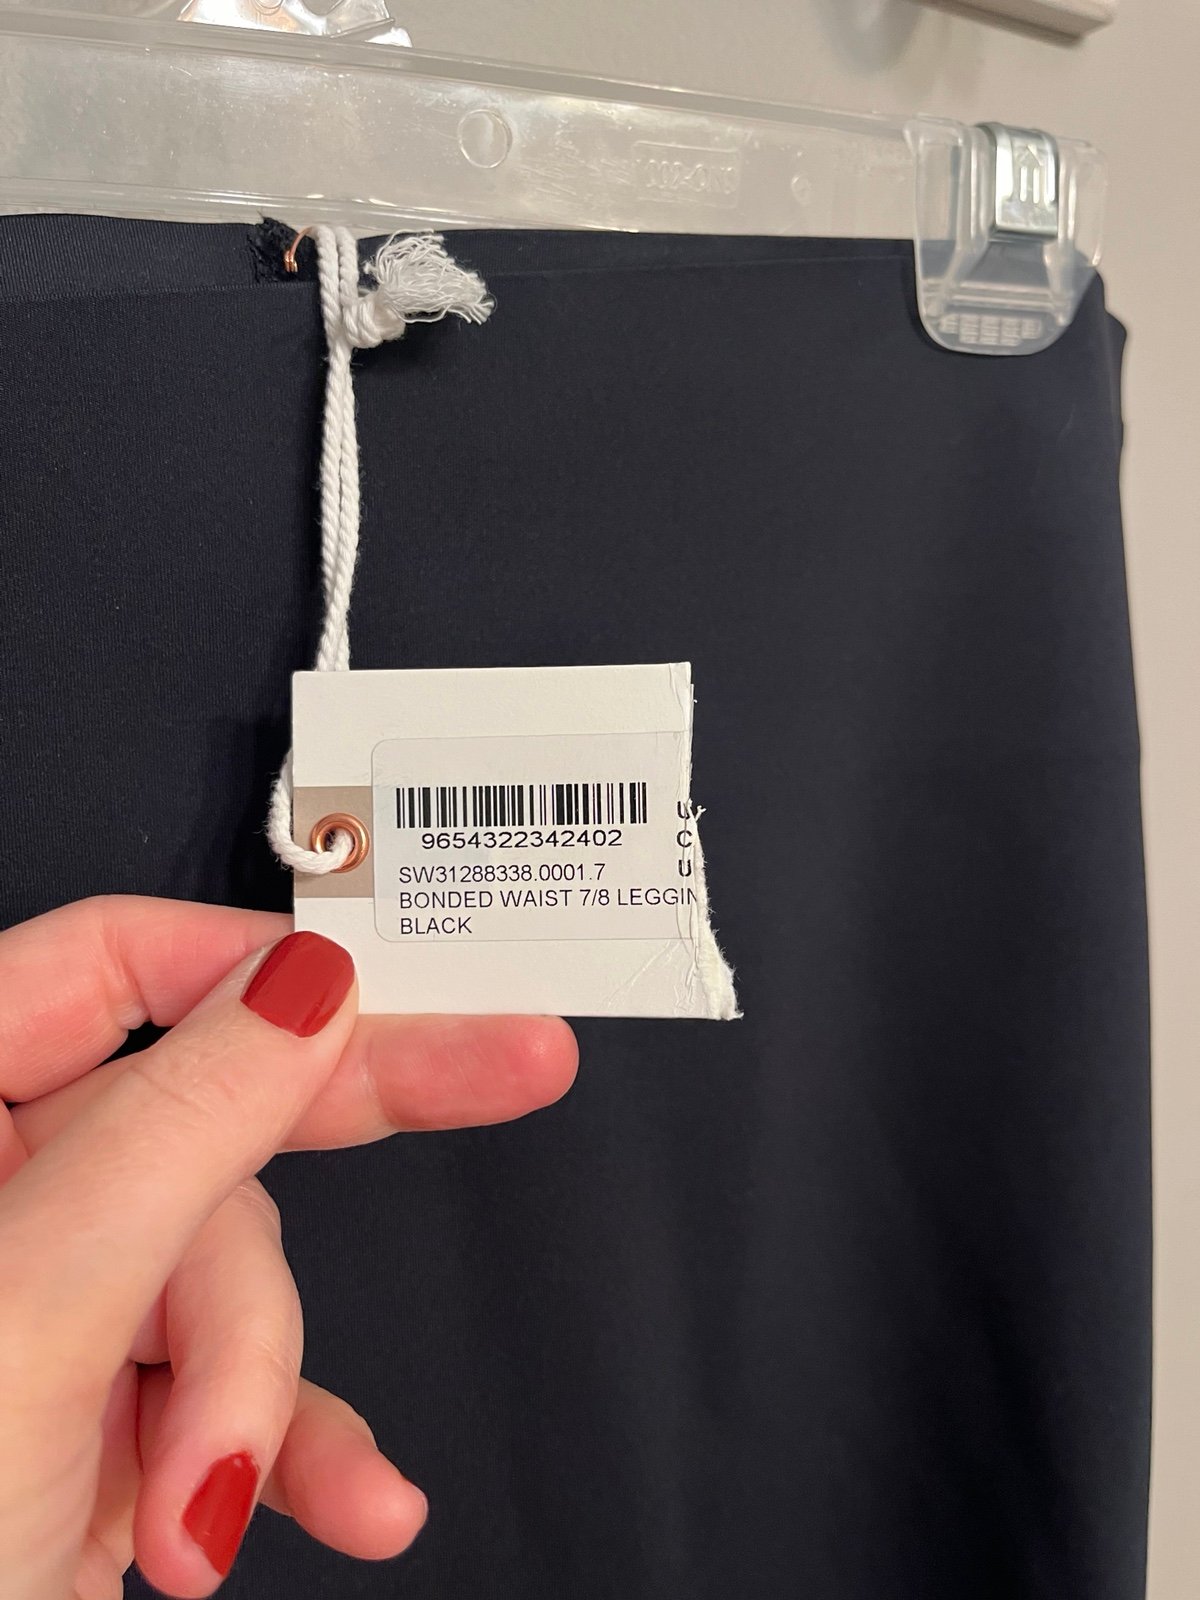 9654322342402
SW31288338.0001.7
BONDED WAIST 7/8 LEGGIN
BLACK